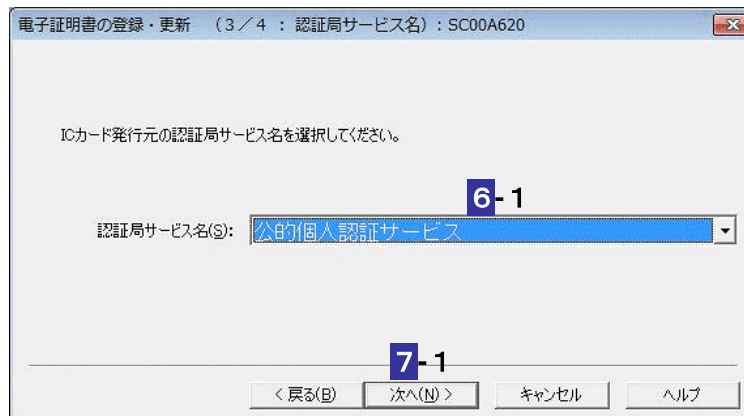 電子証明書の登録・更新　（３／４ : 認証局サービス名）: SC00A620
ICカード発行元の認証局サービス名を選択してください。
6-1
認証局サービス名(S): 公的個人認証サービス
7-1
< 戻る(B) 次へ(N) > キャンセル ヘルプ